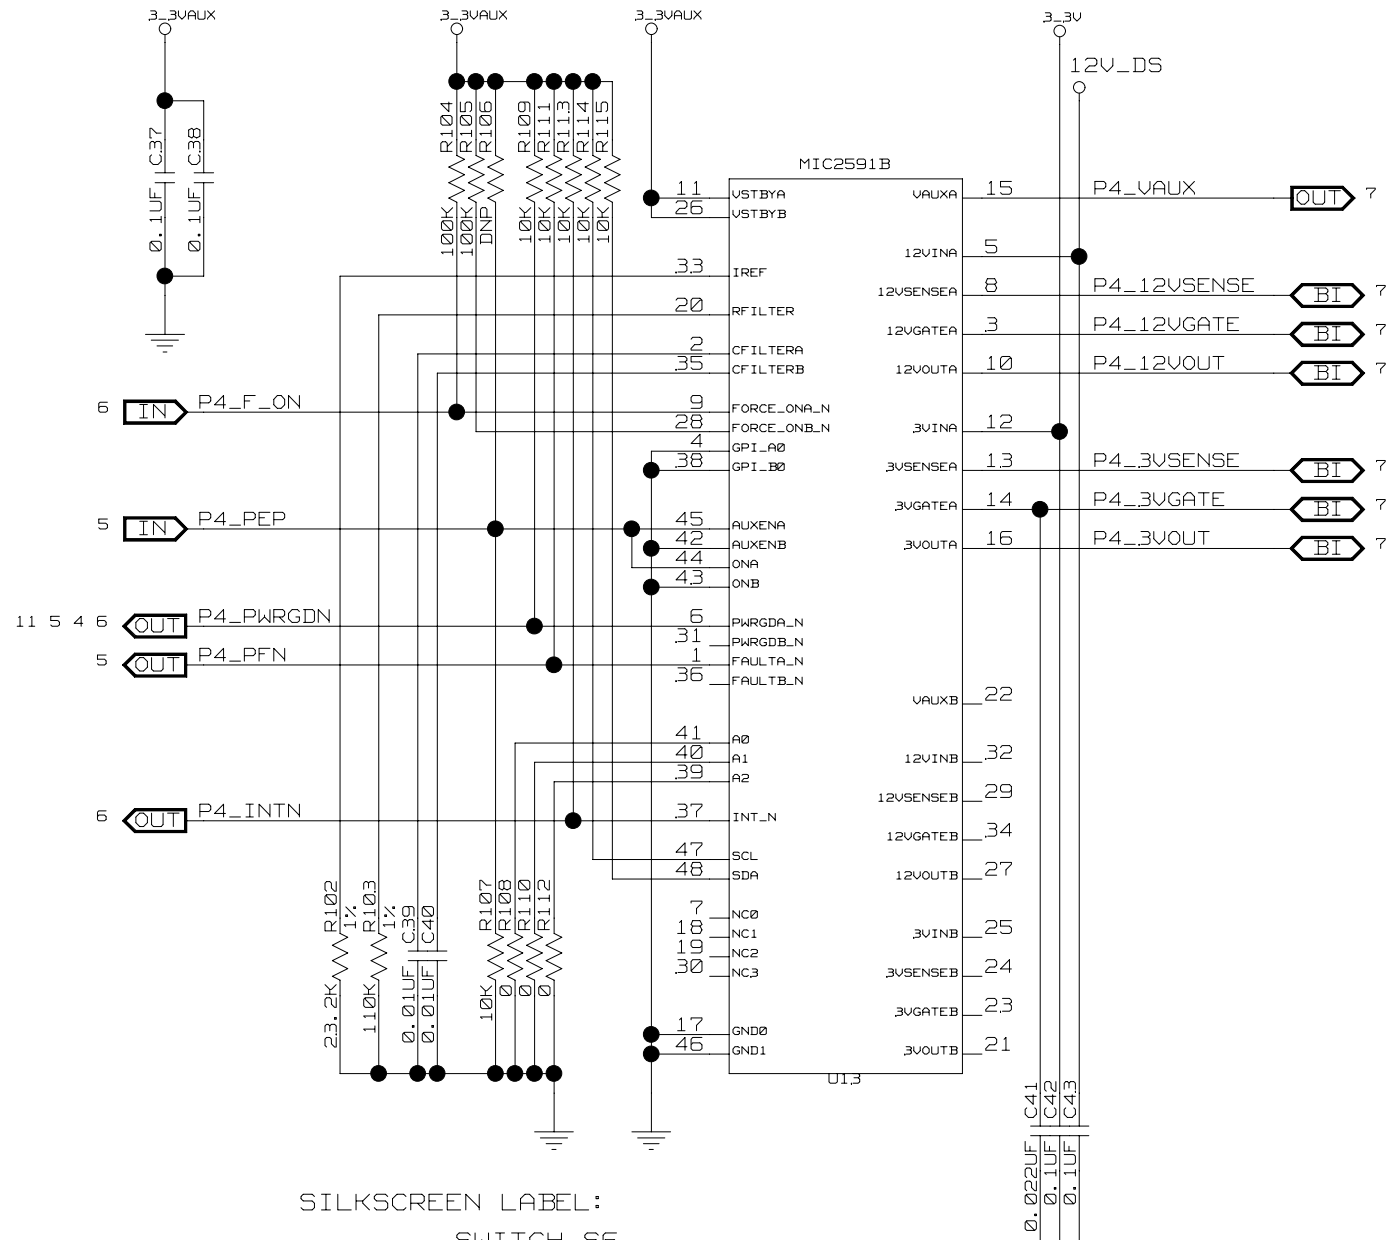 3_3VAUX
3_3VAUX
3_3VAUX
3_3V
12V_DS
C37
0.1UF
C38
0.1UF
R104
100K
R105
100K
R106
DNP
R109
10K
R111
10K
R113
10K
R114
10K
R115
10K
MIC2591B
11 VSTBYA
26 VSTBYB
33 IREF
20 RFILTER
2 CFILTERA
35 CFILTERB
6 IN P4_F_ON
9 FORCE_ONA_N
28 FORCE_ONB_N
4 GPI_A0
38 GPI_B0
5 IN P4_PEP
45 AUXENA
42 AUXENB
44 ONA
43 ONB
11 5 4 6 OUT P4_PWRGDN
6 PWRGDA_N
31 PWRGDB_N
5 OUT P4_PFN
1 FAULTA_N
36 FAULTB_N
41 A0
40 A1
39 A2
6 OUT P4_INTN
37 INT_N
47 SCL
48 SDA
7 NC0
18 NC1
19 NC2
30 NC3
17 GND0
46 GND1
VAUXA 15 P4_VAUX OUT 7
12VINA 5
12VSENSEA 8 P4_12VSENSE BI 7
12VGATEA 3 P4_12VGATE BI 7
12VOUTA 10 P4_12VOUT BI 7
3VINA 12
3VSENSEA 13 P4_3VSENSE BI 7
3VGATEA 14 P4_3VGATE BI 7
3VOUTA 16 P4_3VOUT BI 7
VAUXB 22
12VINB 32
12VSENSEB 29
12VGATEB 34
12VOUTB 27
3VINB 25
3VSENSEB 24
3VGATEB 23
3VOUTB 21
U13
R102
1%
23.2K
R103
1%
110K
C39
0.01UF
C40
0.01UF
R107
10K
R108
0
R110
0
R112
0
C41
0.022UF
C42
0.1UF
C43
0.1UF
SILKSCREEN LABEL:
SWITCH